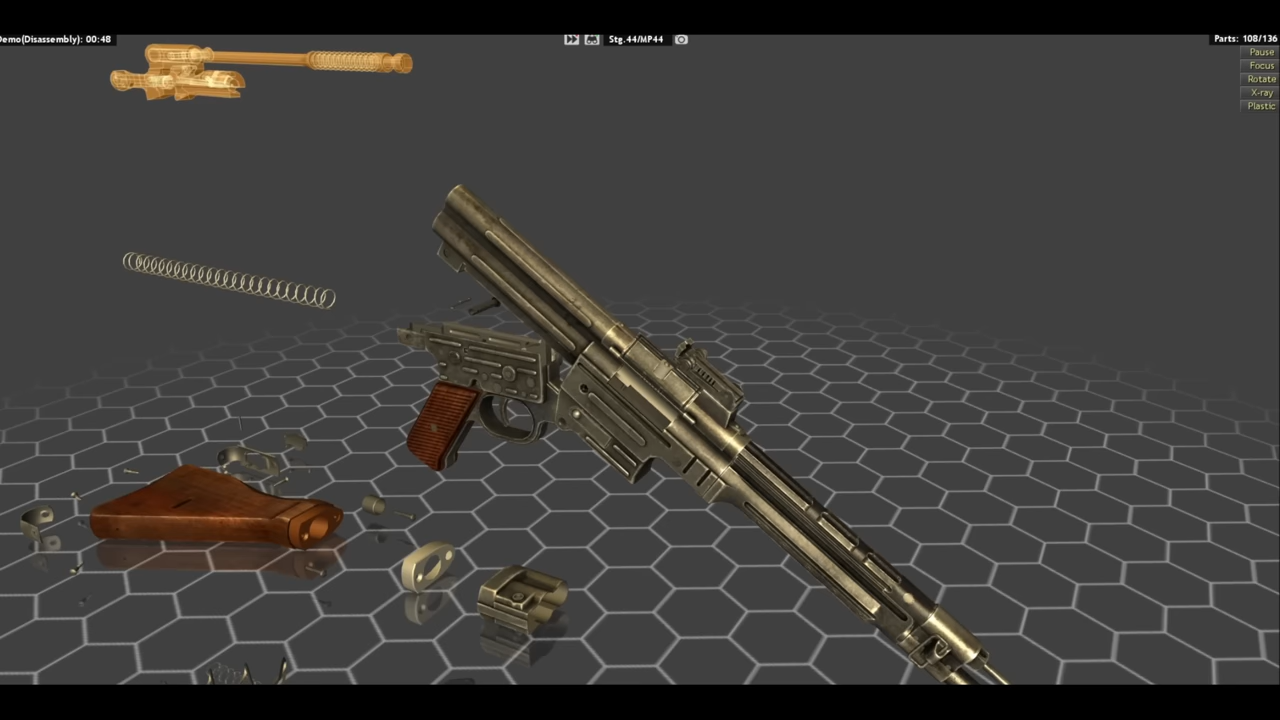 Demo(Disassembly): 00:48
Stg.44/MP44
Parts: 108/136
Pause
Focus
Rotate
X-ray
Plastic